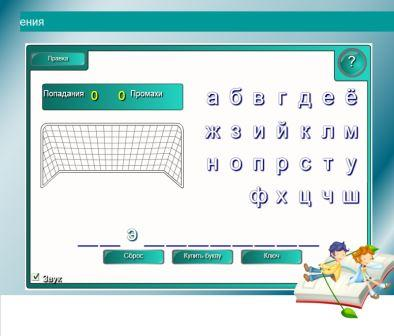 ения
Правка
?
Попадания 0 0 Промахи
а б в г д е ё
ж з и й к л м
н о п р с т у
ф х ц ч ш
э
Сброс Купить букву Ключ
Звук